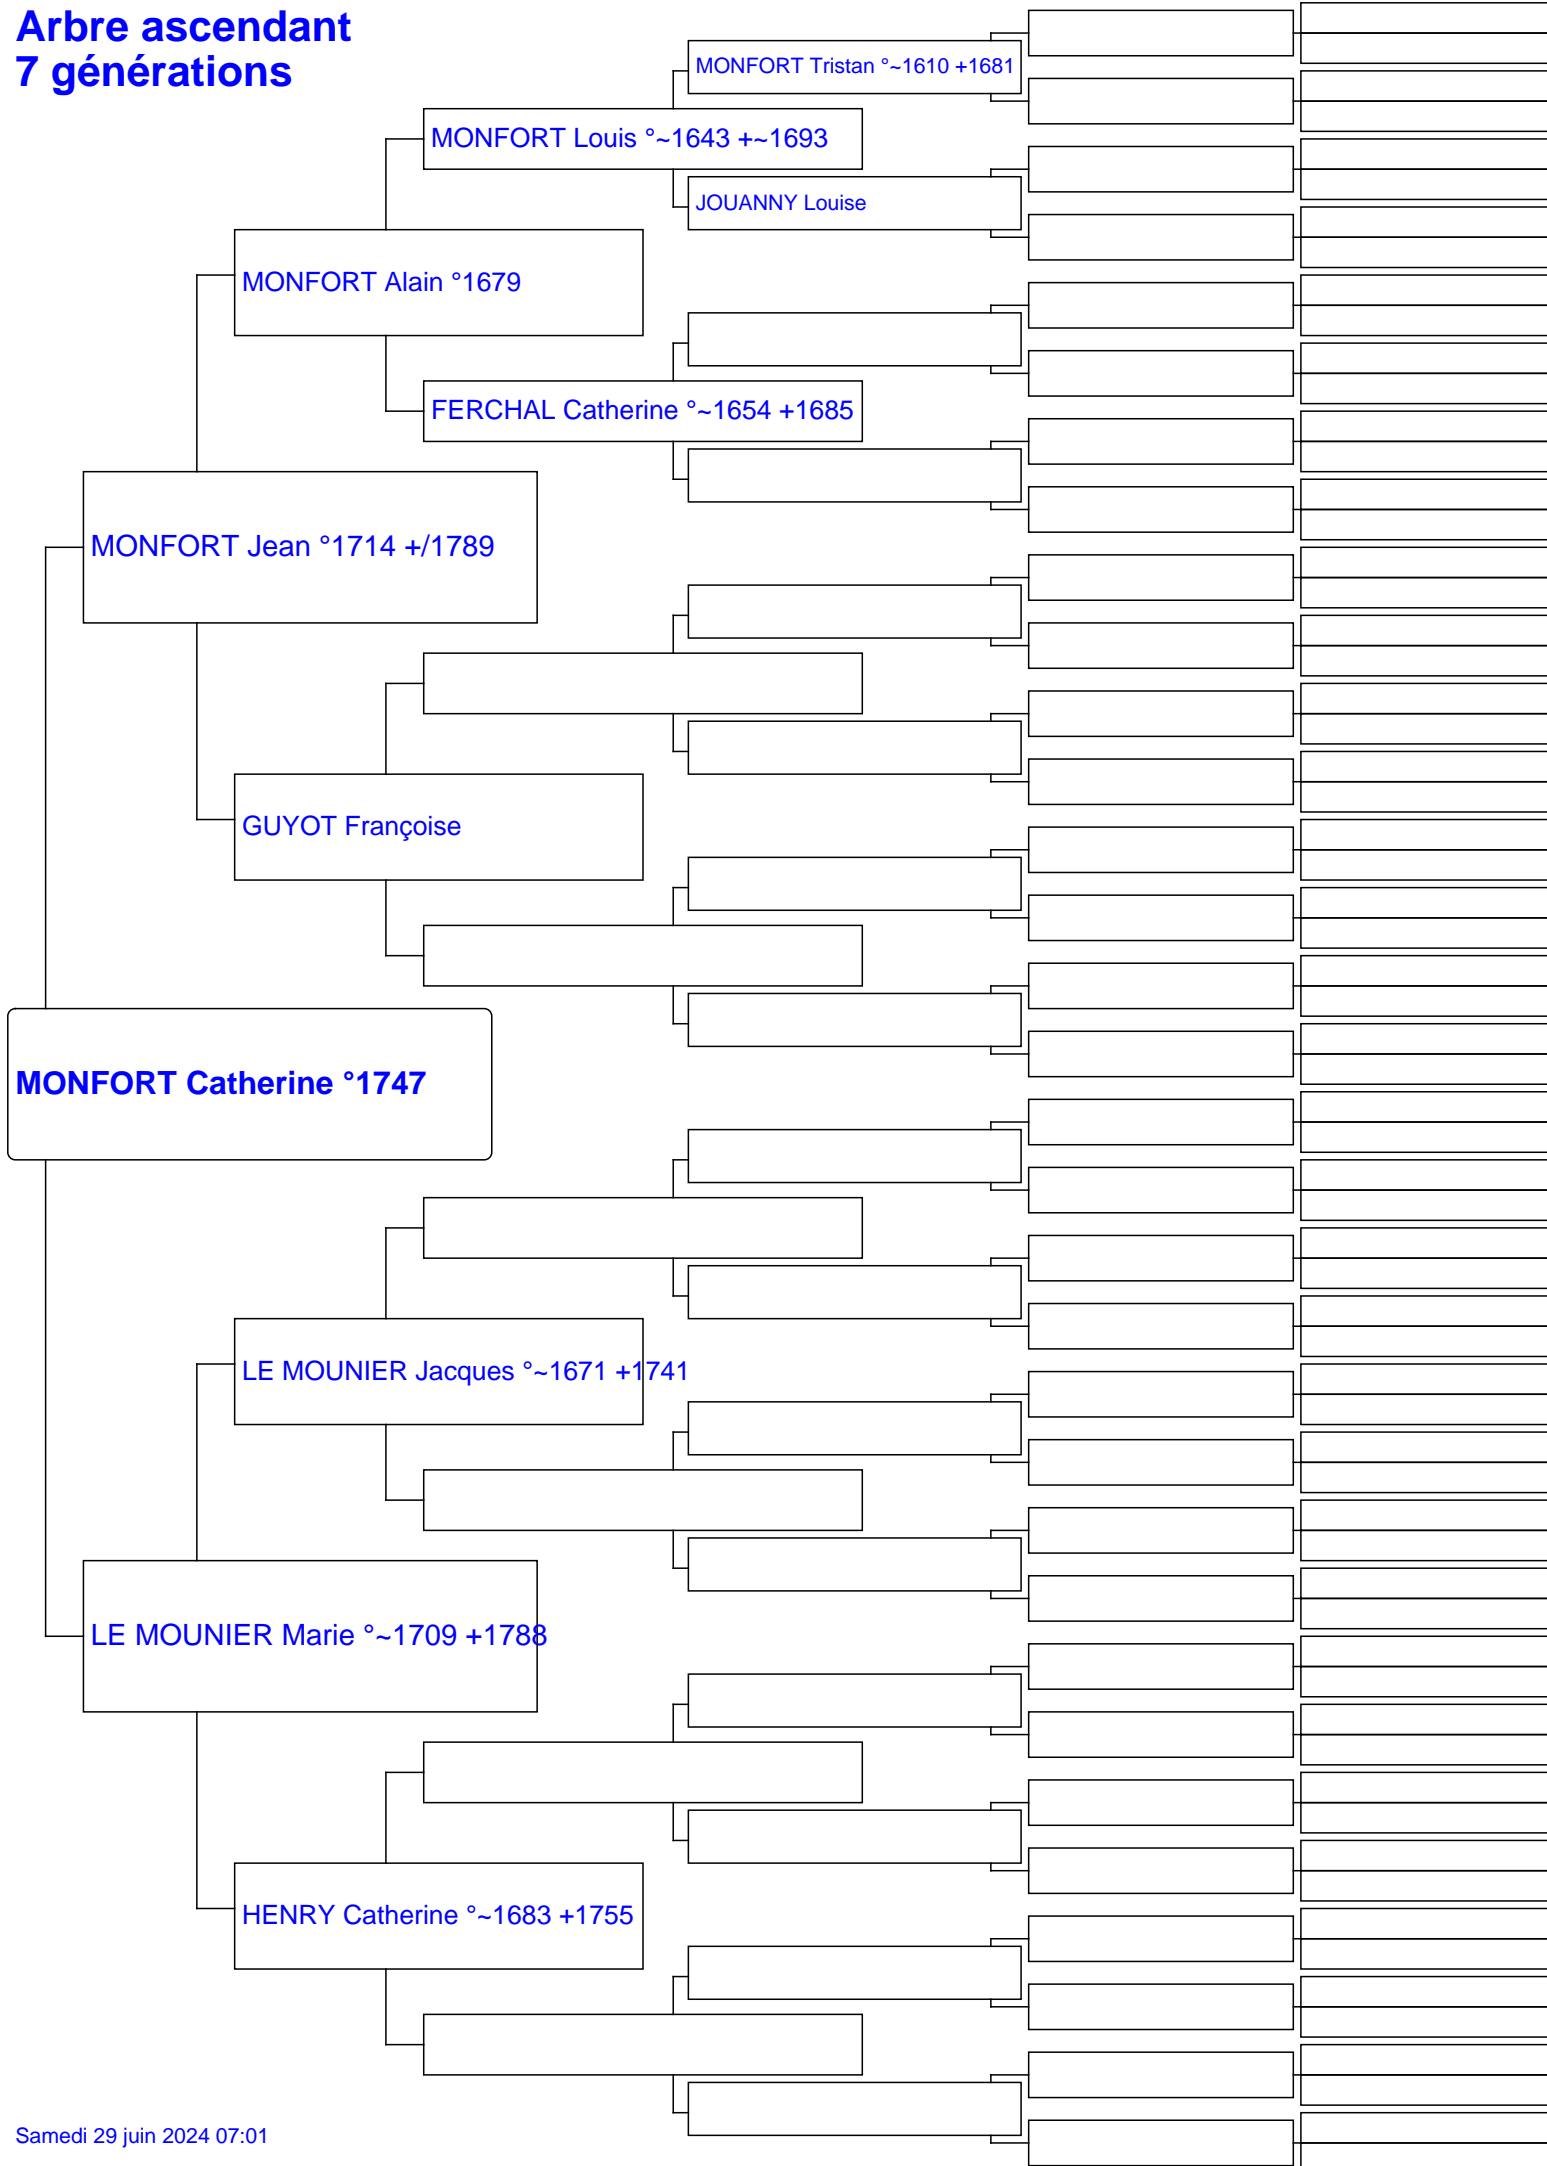 Arbre ascendant
7 générations
MONFORT Tristan °~1610 +1681
MONFORT Louis °~1643 +~1693
JOUANNY Louise
MONFORT Alain °1679
FERCHAL Catherine °~1654 +1685
MONFORT Jean °1714 +/1789
GUYOT Françoise
MONFORT Catherine °1747
LE MOUNIER Jacques °~1671 +1741
LE MOUNIER Marie °~1709 +1788
HENRY Catherine °~1683 +1755
Samedi 29 juin 2024 07:01